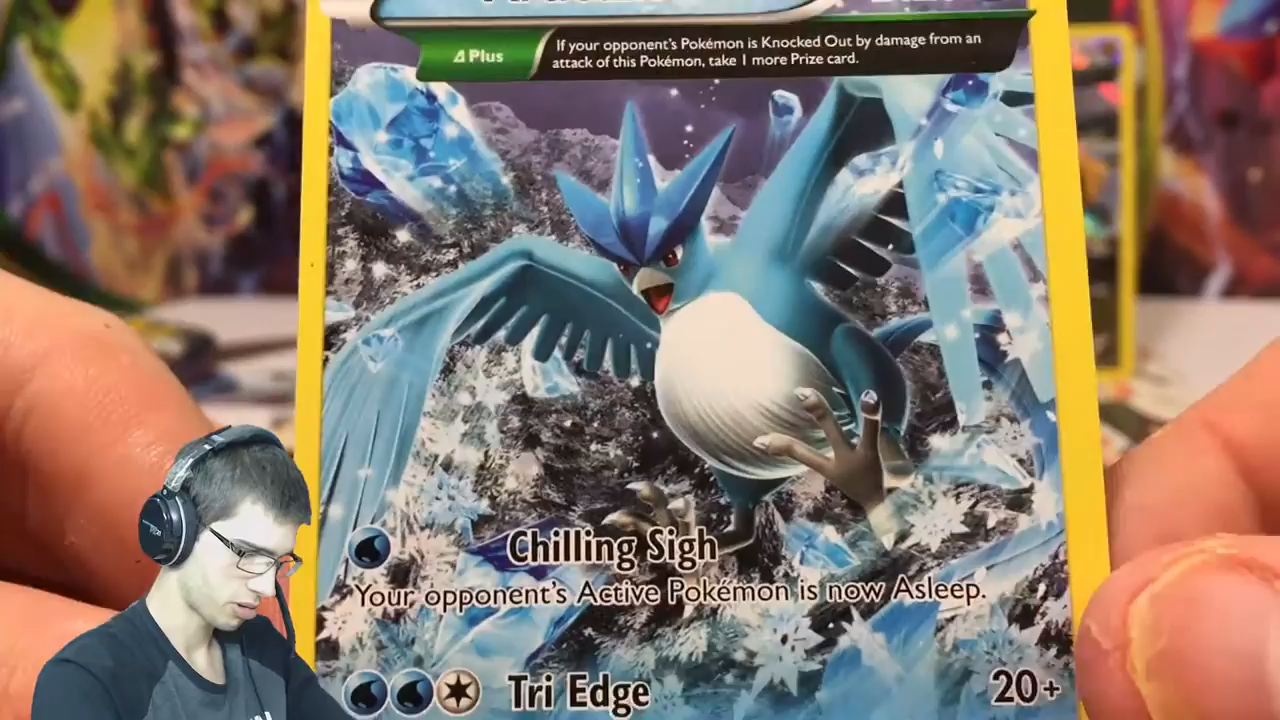 Δ Plus
If your opponent's Pokémon is Knocked Out by damage from an
attack of this Pokémon, take 1 more Prize card.
Chilling Sigh
Your opponent's Active Pokémon is now Asleep.
Tri Edge 20+